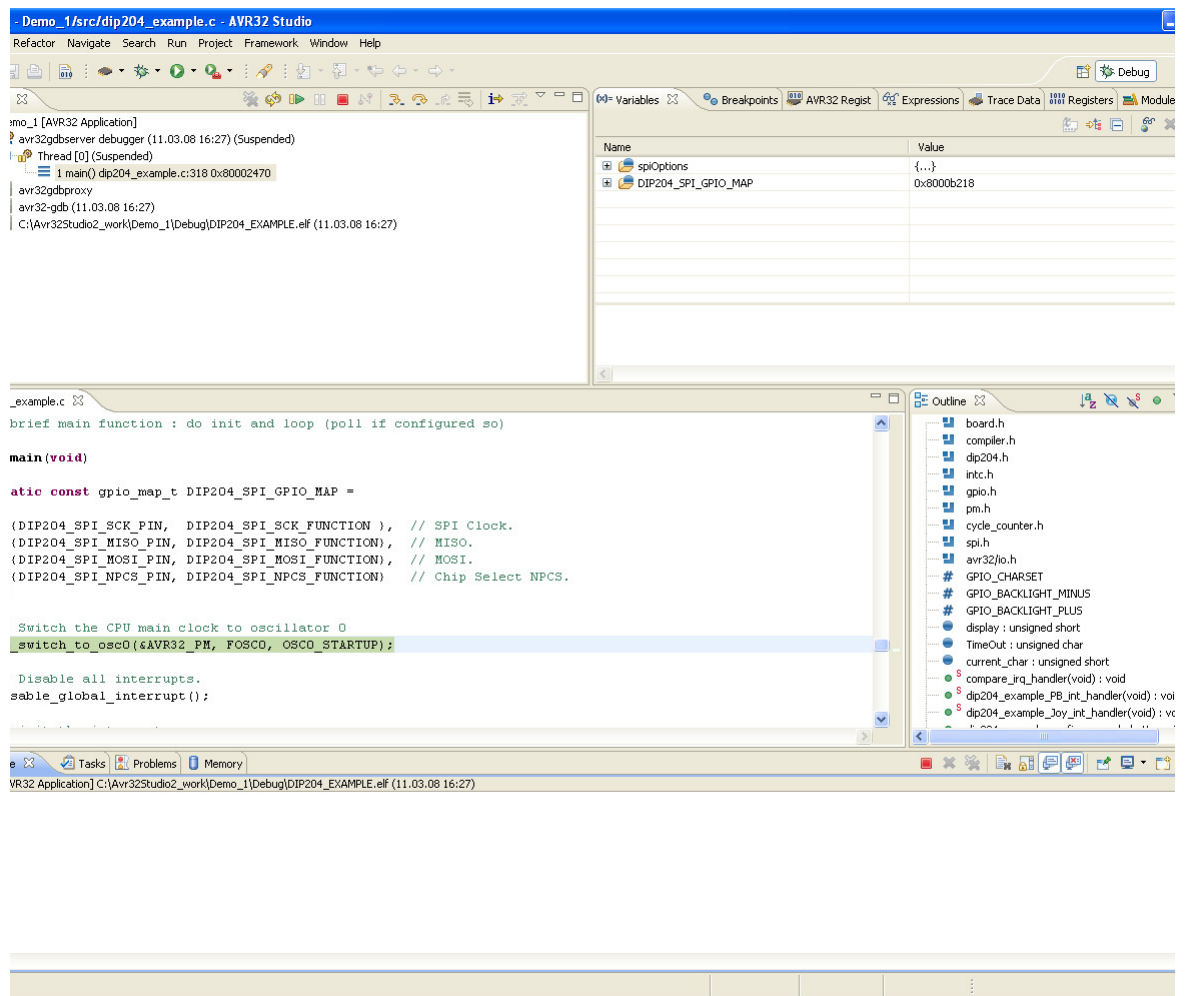 - Demo_1/src/dip204_example.c - AVR32 Studio
Refactor Navigate Search Run Project Framework Window Help
Debug
emo_1 [AVR32 Application]
avr32gdbserver debugger (11.03.08 16:27) (Suspended)
Thread [0] (Suspended)
1 main() dip204_example.c:318 0x80002470
avr32gdbproxy
avr32-gdb (11.03.08 16:27)
C:\Avr32Studio2_work\Demo_1\Debug\DIP204_EXAMPLE.elf (11.03.08 16:27)
(x)= Variables Breakpoints AVR32 Regist Expressions Trace Data Registers Module
Name Value
spiOptions {...}
DIP204_SPI_GPIO_MAP 0x8000b218
_example.c
brief main function : do init and loop (poll if configured so)
main(void)
atic const gpio_map_t DIP204_SPI_GPIO_MAP =
{DIP204_SPI_SCK_PIN, DIP204_SPI_SCK_FUNCTION }, // SPI Clock.
{DIP204_SPI_MISO_PIN, DIP204_SPI_MISO_FUNCTION}, // MISO.
{DIP204_SPI_MOSI_PIN, DIP204_SPI_MOSI_FUNCTION}, // MOSI.
{DIP204_SPI_NPCS_PIN, DIP204_SPI_NPCS_FUNCTION} // Chip Select NPCS.
Switch the CPU main clock to oscillator 0
_switch_to_osc0(&AVR32_PM, FOSC0, OSC0_STARTUP);
Disable all interrupts.
sable_global_interrupt();
Outline
board.h
compiler.h
dip204.h
intc.h
gpio.h
pm.h
cycle_counter.h
spi.h
avr32/io.h
GPIO_CHARSET
GPIO_BACKLIGHT_MINUS
GPIO_BACKLIGHT_PLUS
display : unsigned short
TimeOut : unsigned char
current_char : unsigned short
compare_irq_handler(void) : void
dip204_example_PB_int_handler(void) : voi
dip204_example_Joy_int_handler(void) : vo
e Tasks Problems Memory
VR32 Application] C:\Avr32Studio2_work\Demo_1\Debug\DIP204_EXAMPLE.elf (11.03.08 16:27)